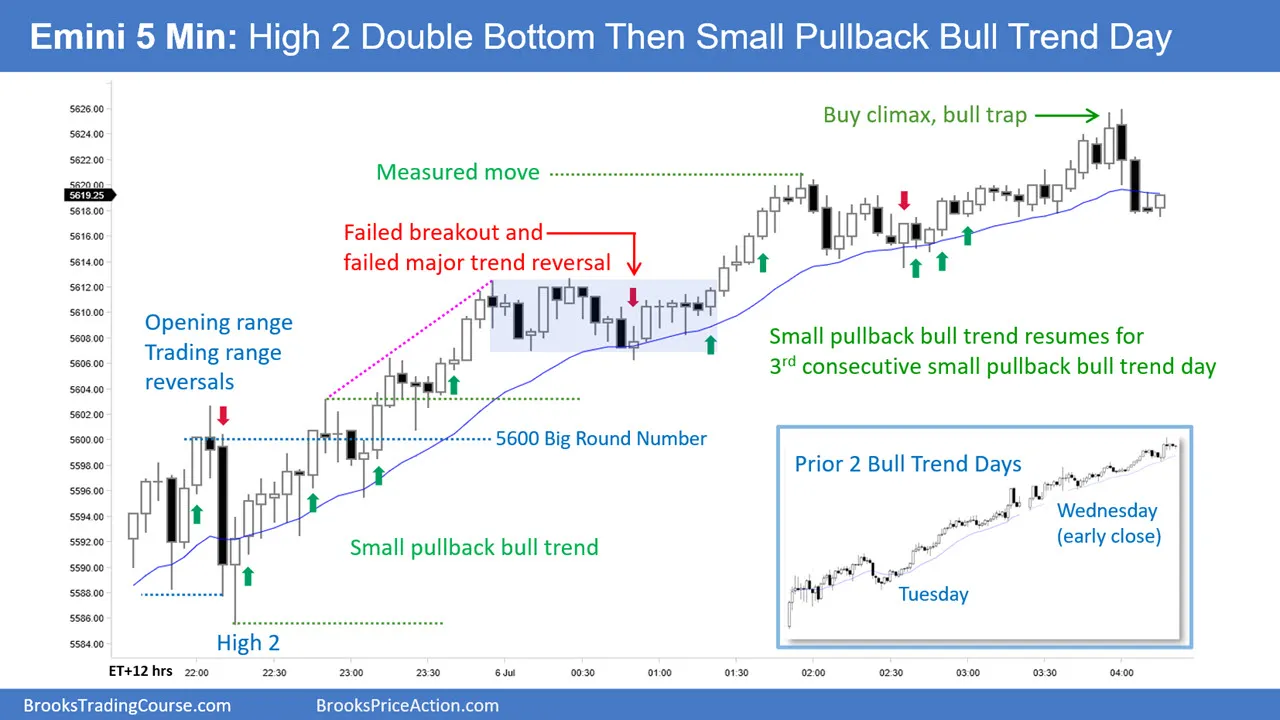 Emini 5 Min: High 2 Double Bottom Then Small Pullback Bull Trend Day
5626.00
5624.00
5622.00
5620.00
5619.25
5618.00
5616.00
5614.00
5612.00
5610.00
5608.00
5606.00
5604.00
5602.00
5600.00
5598.00
5596.00
5594.00
5592.00
5590.00
5588.00
5586.00
5584.00
Buy climax, bull trap
Measured move
Failed breakout and
failed major trend reversal
Opening range
Trading range
reversals
5600 Big Round Number
Small pullback bull trend resumes for
3rd consecutive small pullback bull trend day
Small pullback bull trend
High 2
Prior 2 Bull Trend Days
Wednesday
(early close)
Tuesday
ET+12 hrs
22:00
22:30
23:00
23:30
6 Jul
00:30
01:00
01:30
02:00
02:30
03:00
03:30
04:00
BrooksTradingCourse.com
BrooksPriceAction.com